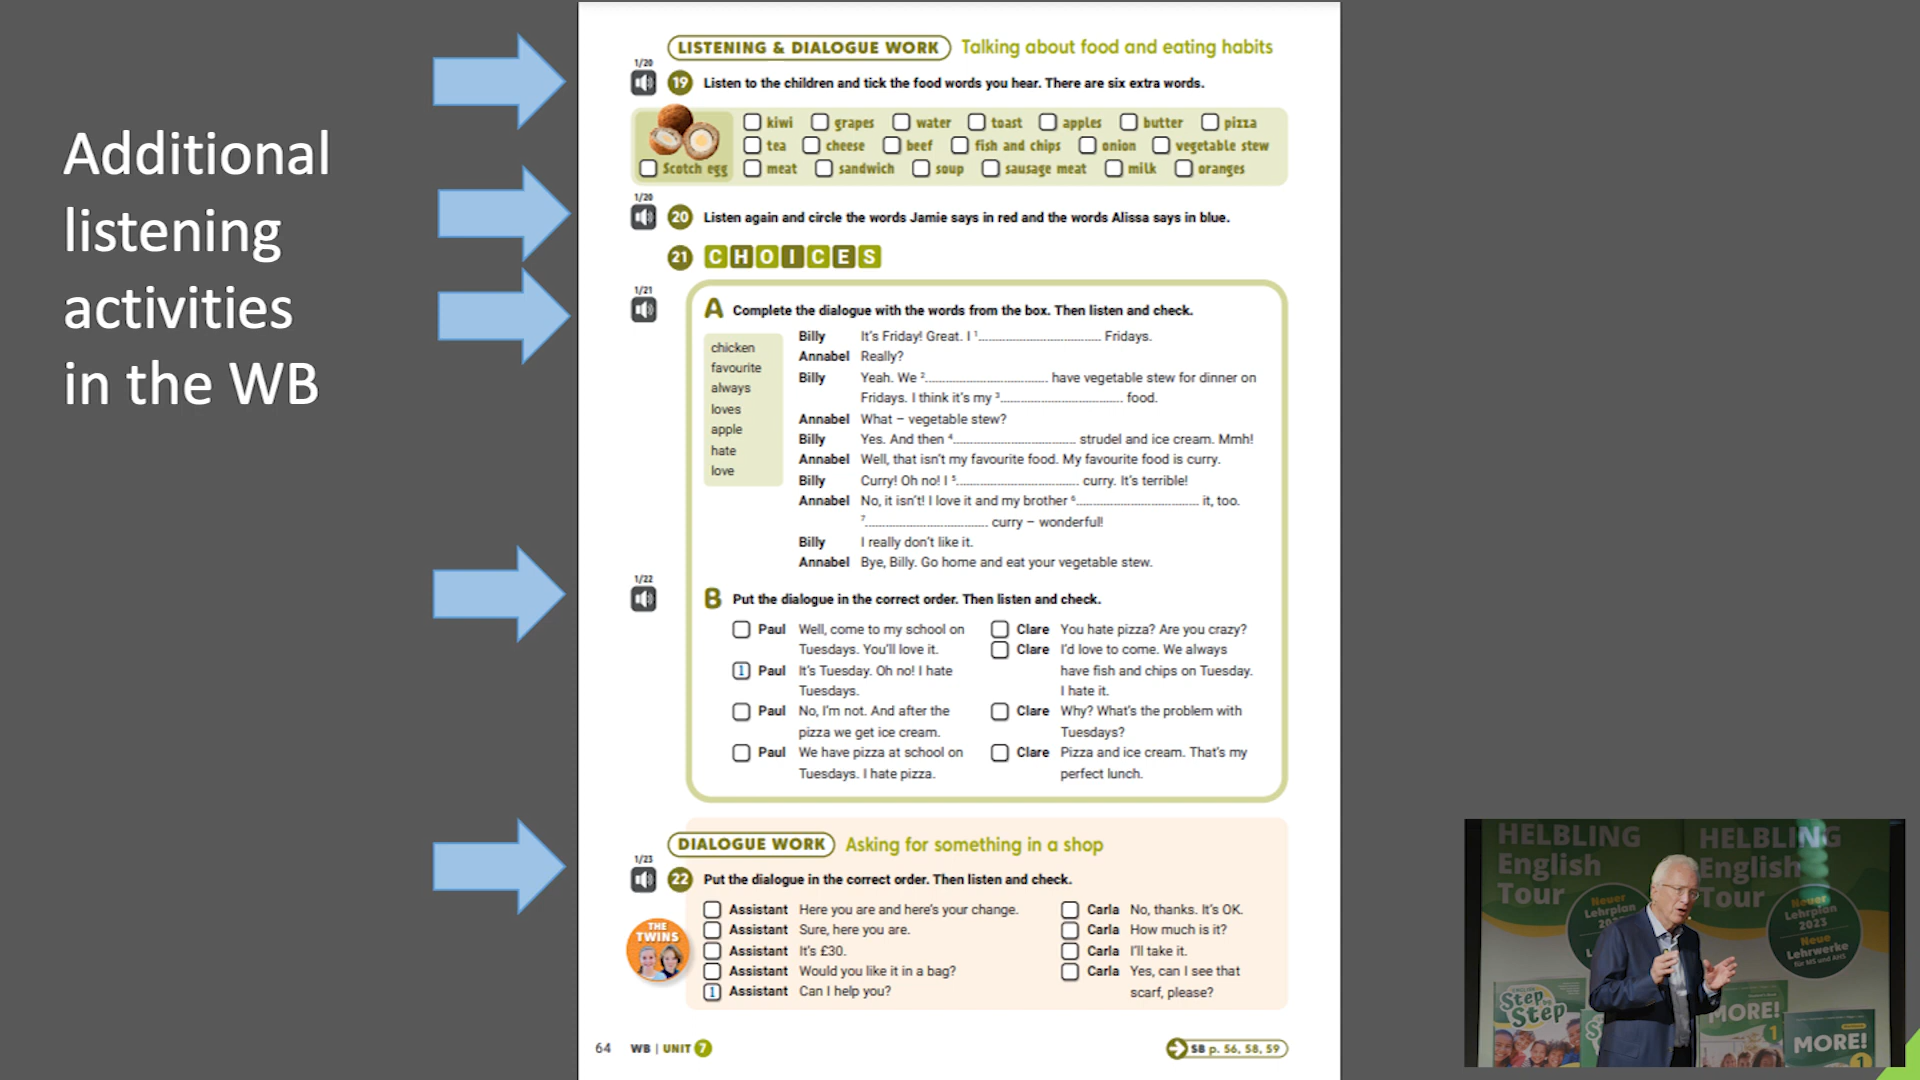 Additional
listening
activities
in the WB
LISTENING & DIALOGUE WORK Talking about food and eating habits
1/20
19 Listen to the children and tick the food words you hear. There are six extra words.
kiwi grapes water toast apples butter pizza
tea cheese beef fish and chips onion vegetable stew
Scotch egg meat sandwich soup sausage meat milk oranges
1/20
20 Listen again and circle the words Jamie says in red and the words Alissa says in blue.
21 CHOICES
1/21
A Complete the dialogue with the words from the box. Then listen and check.
chicken
favourite
always
loves
apple
hate
love
Billy It's Friday! Great. I 1 Fridays.
Annabel Really?
Billy Yeah. We 2 have vegetable stew for dinner on
Fridays. I think it's my 3 food.
Annabel What – vegetable stew?
Billy Yes. And then 4 strudel and ice cream. Mmh!
Annabel Well, that isn't my favourite food. My favourite food is curry.
Billy Curry! Oh no! I 5 curry. It's terrible!
Annabel No, it isn't! I love it and my brother 6 it, too.
7 curry – wonderful!
Billy I really don't like it.
Annabel Bye, Billy. Go home and eat your vegetable stew.
1/22
B Put the dialogue in the correct order. Then listen and check.
Paul Well, come to my school on
Tuesdays. You'll love it.
1 Paul It's Tuesday. Oh no! I hate
Tuesdays.
Paul No, I'm not. And after the
pizza we get ice cream.
Paul We have pizza at school on
Tuesdays. I hate pizza.
Clare You hate pizza? Are you crazy?
Clare I'd love to come. We always
have fish and chips on Tuesday.
I hate it.
Clare Why? What's the problem with
Tuesdays?
Clare Pizza and ice cream. That's my
perfect lunch.
DIALOGUE WORK Asking for something in a shop
1/23
22 Put the dialogue in the correct order. Then listen and check.
THE
TWINS
Assistant Here you are and here's your change.
Assistant Sure, here you are.
Assistant It's £30.
Assistant Would you like it in a bag?
1 Assistant Can I help you?
Carla No, thanks. It's OK.
Carla How much is it?
Carla I'll take it.
Carla Yes, can I see that
scarf, please?
64 WB | UNIT 7
SB p. 56, 58, 59
HELBLING
English
Tour
Neuer
Lehrplan
HELBLING
English
Tour
Neuer
Lehrplan
2023
Neue
Lehrwerke
für MS und AHS
Step
by
Step
MORE!
1
MORE!
1